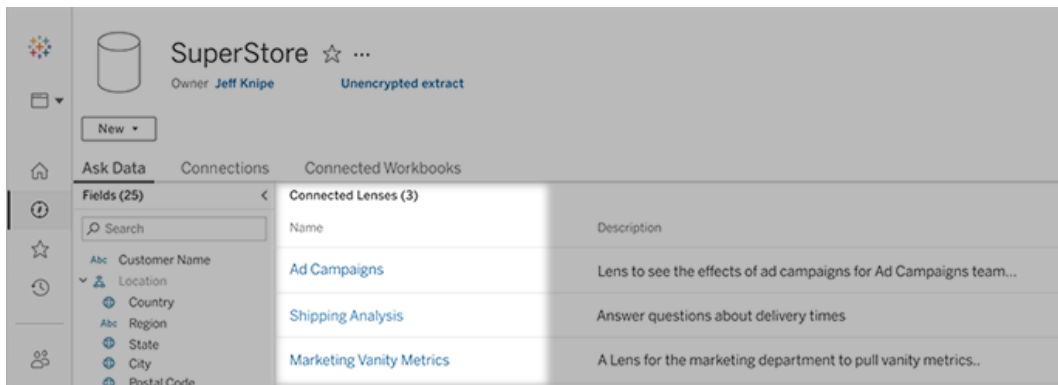 SuperStore ...
Owner Jeff Knipe Unencrypted extract
New
Ask Data Connections Connected Workbooks
Fields (25)
Search
Abc Customer Name
Location
Country
Abc Region
State
City
Postal Code
Connected Lenses (3)
Name Description
Ad Campaigns Lens to see the effects of ad campaigns for Ad Campaigns team...
Shipping Analysis Answer questions about delivery times
Marketing Vanity Metrics A Lens for the marketing department to pull vanity metrics..